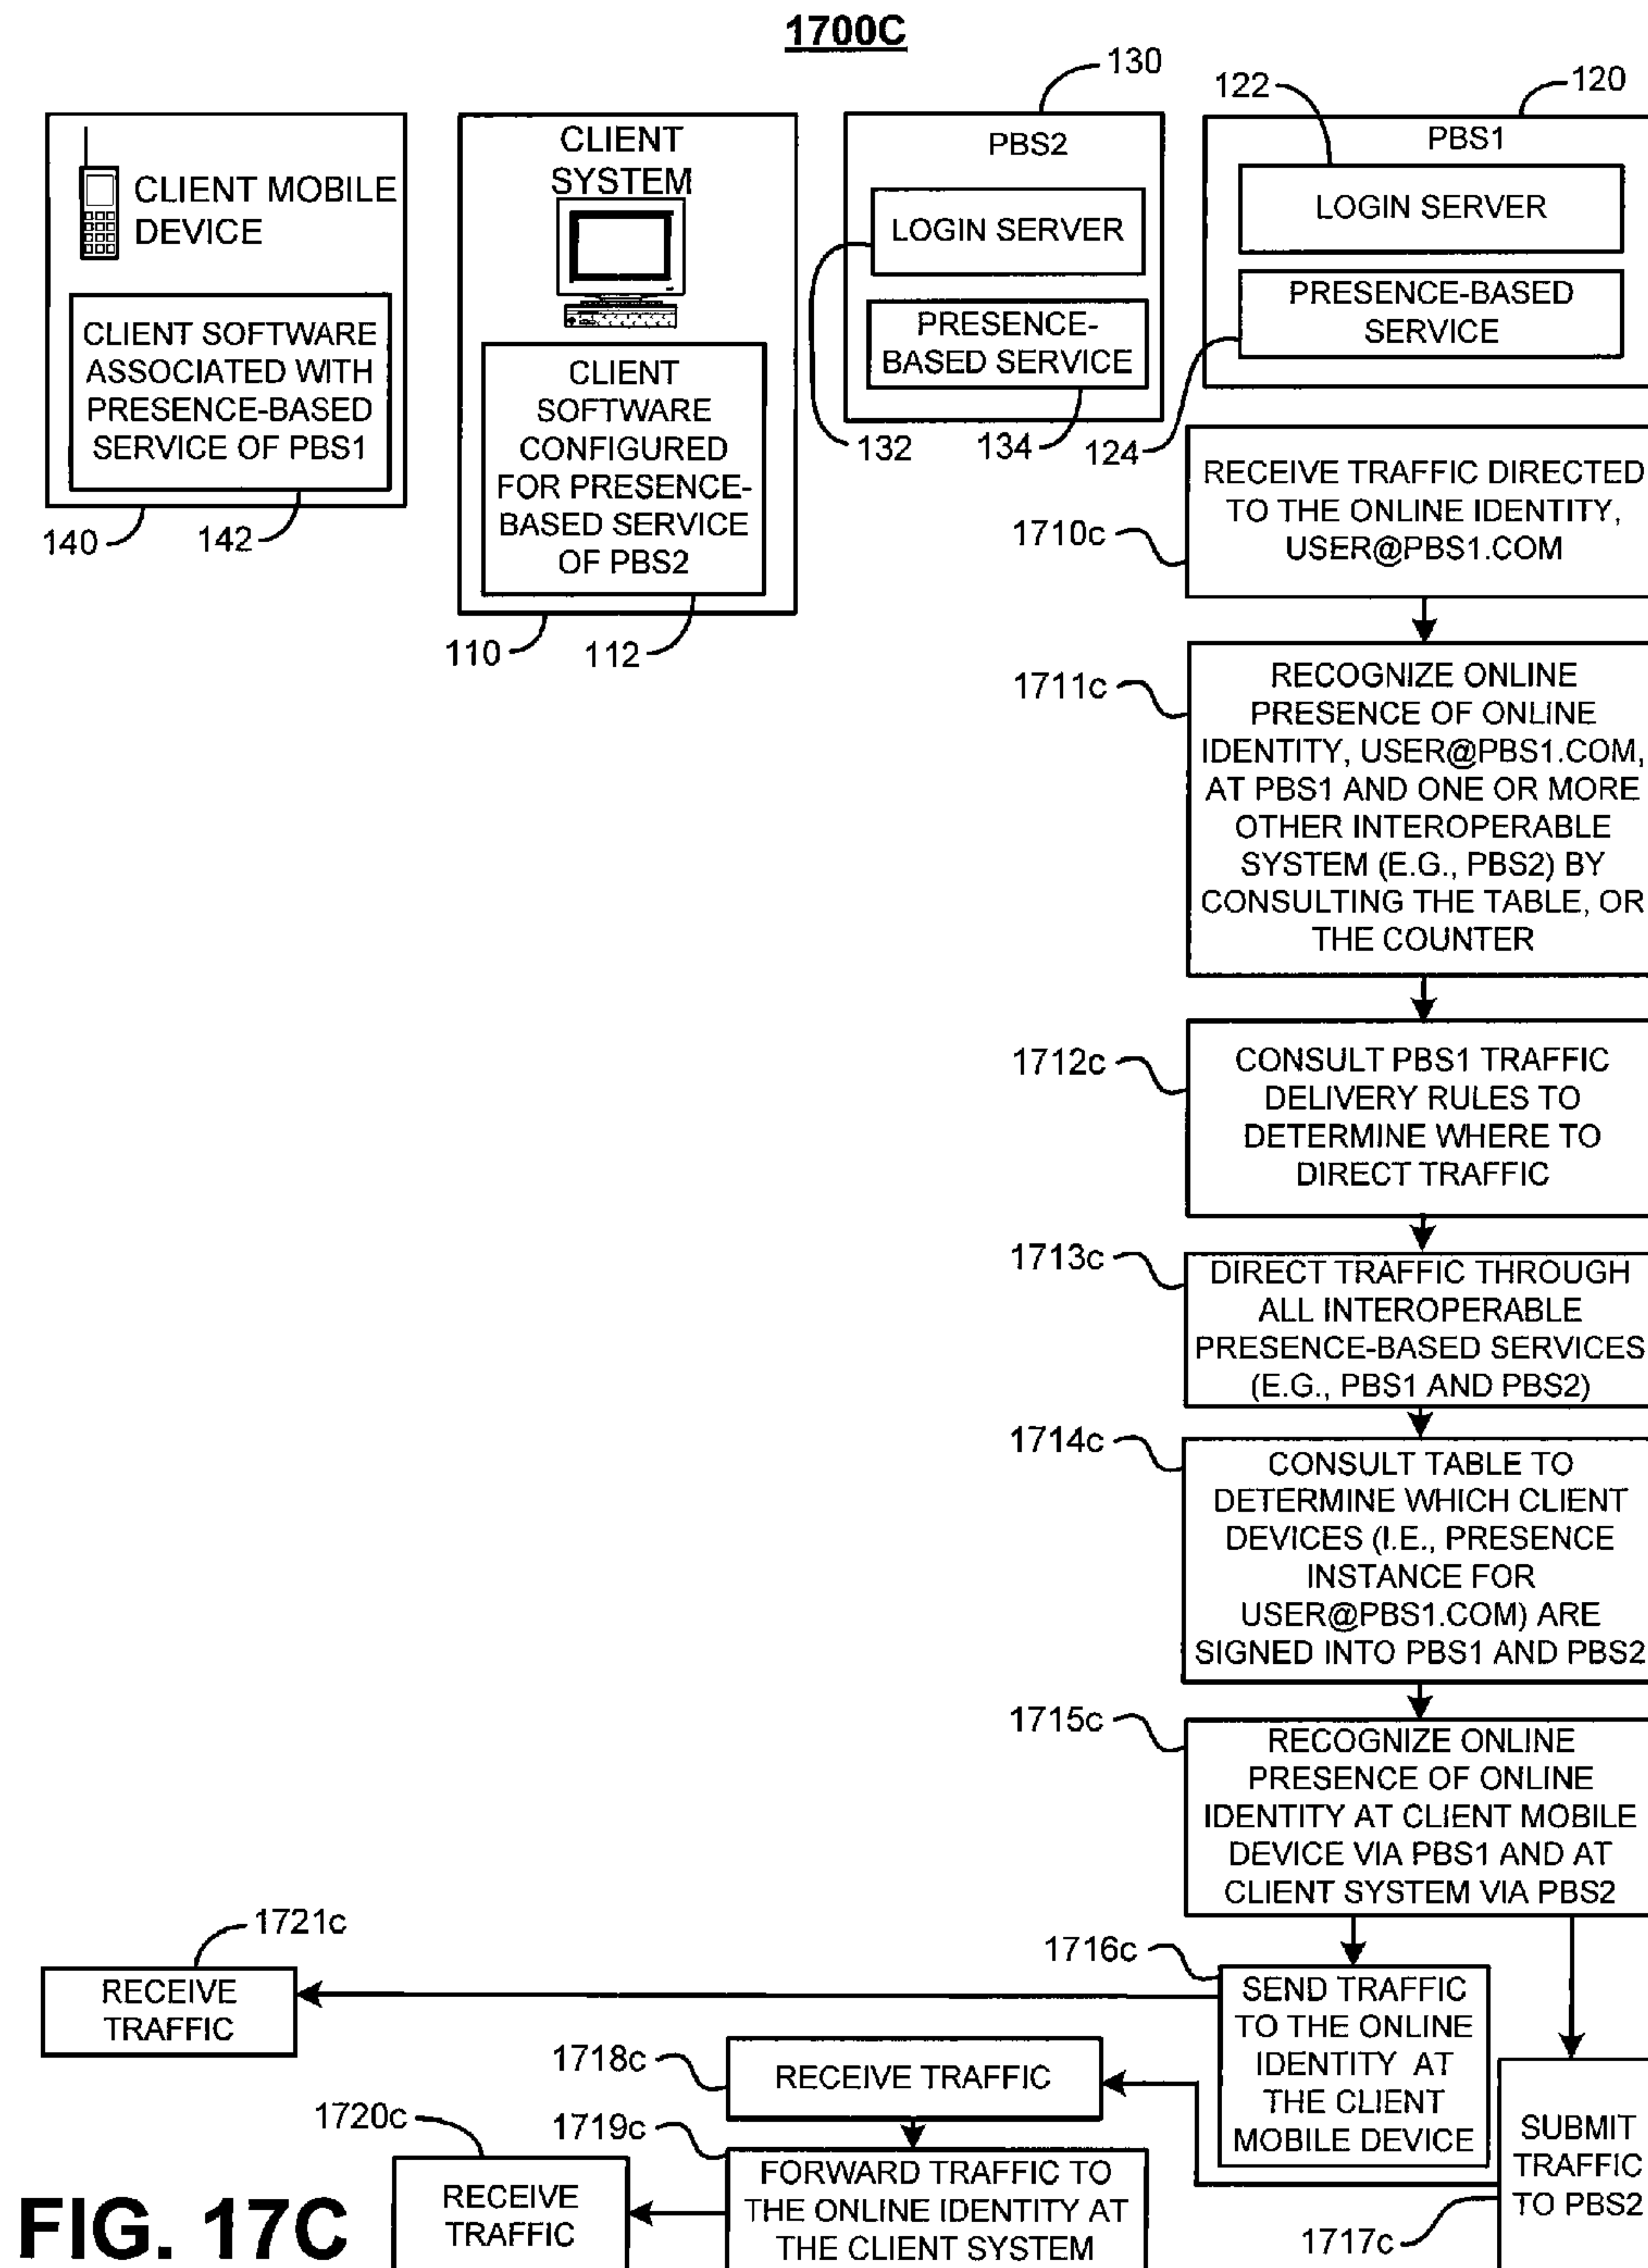 1700C
130
122
120
CLIENT MOBILE
DEVICE
CLIENT SOFTWARE
ASSOCIATED WITH
PRESENCE-BASED
SERVICE OF PBS1
140
142
CLIENT
SYSTEM
CLIENT
SOFTWARE
CONFIGURED
FOR PRESENCE-
BASED SERVICE
OF PBS2
110
112
PBS2
LOGIN SERVER
PRESENCE-
BASED SERVICE
132
134
PBS1
LOGIN SERVER
PRESENCE-BASED
SERVICE
124
1710c
RECEIVE TRAFFIC DIRECTED
TO THE ONLINE IDENTITY,
USER@PBS1.COM
1711c
RECOGNIZE ONLINE
PRESENCE OF ONLINE
IDENTITY, USER@PBS1.COM,
AT PBS1 AND ONE OR MORE
OTHER INTEROPERABLE
SYSTEM (E.G., PBS2) BY
CONSULTING THE TABLE, OR
THE COUNTER
1712c
CONSULT PBS1 TRAFFIC
DELIVERY RULES TO
DETERMINE WHERE TO
DIRECT TRAFFIC
1713c
DIRECT TRAFFIC THROUGH
ALL INTEROPERABLE
PRESENCE-BASED SERVICES
(E.G., PBS1 AND PBS2)
1714c
CONSULT TABLE TO
DETERMINE WHICH CLIENT
DEVICES (I.E., PRESENCE
INSTANCE FOR
USER@PBS1.COM) ARE
SIGNED INTO PBS1 AND PBS2
1715c
RECOGNIZE ONLINE
PRESENCE OF ONLINE
IDENTITY AT CLIENT MOBILE
DEVICE VIA PBS1 AND AT
CLIENT SYSTEM VIA PBS2
1716c
SEND TRAFFIC
TO THE ONLINE
IDENTITY AT
THE CLIENT
MOBILE DEVICE
1721c
RECEIVE
TRAFFIC
SUBMIT
TRAFFIC
TO PBS2
1717c
1718c
RECEIVE TRAFFIC
1719c
FORWARD TRAFFIC TO
THE ONLINE IDENTITY AT
THE CLIENT SYSTEM
1720c
RECEIVE
TRAFFIC
FIG. 17C